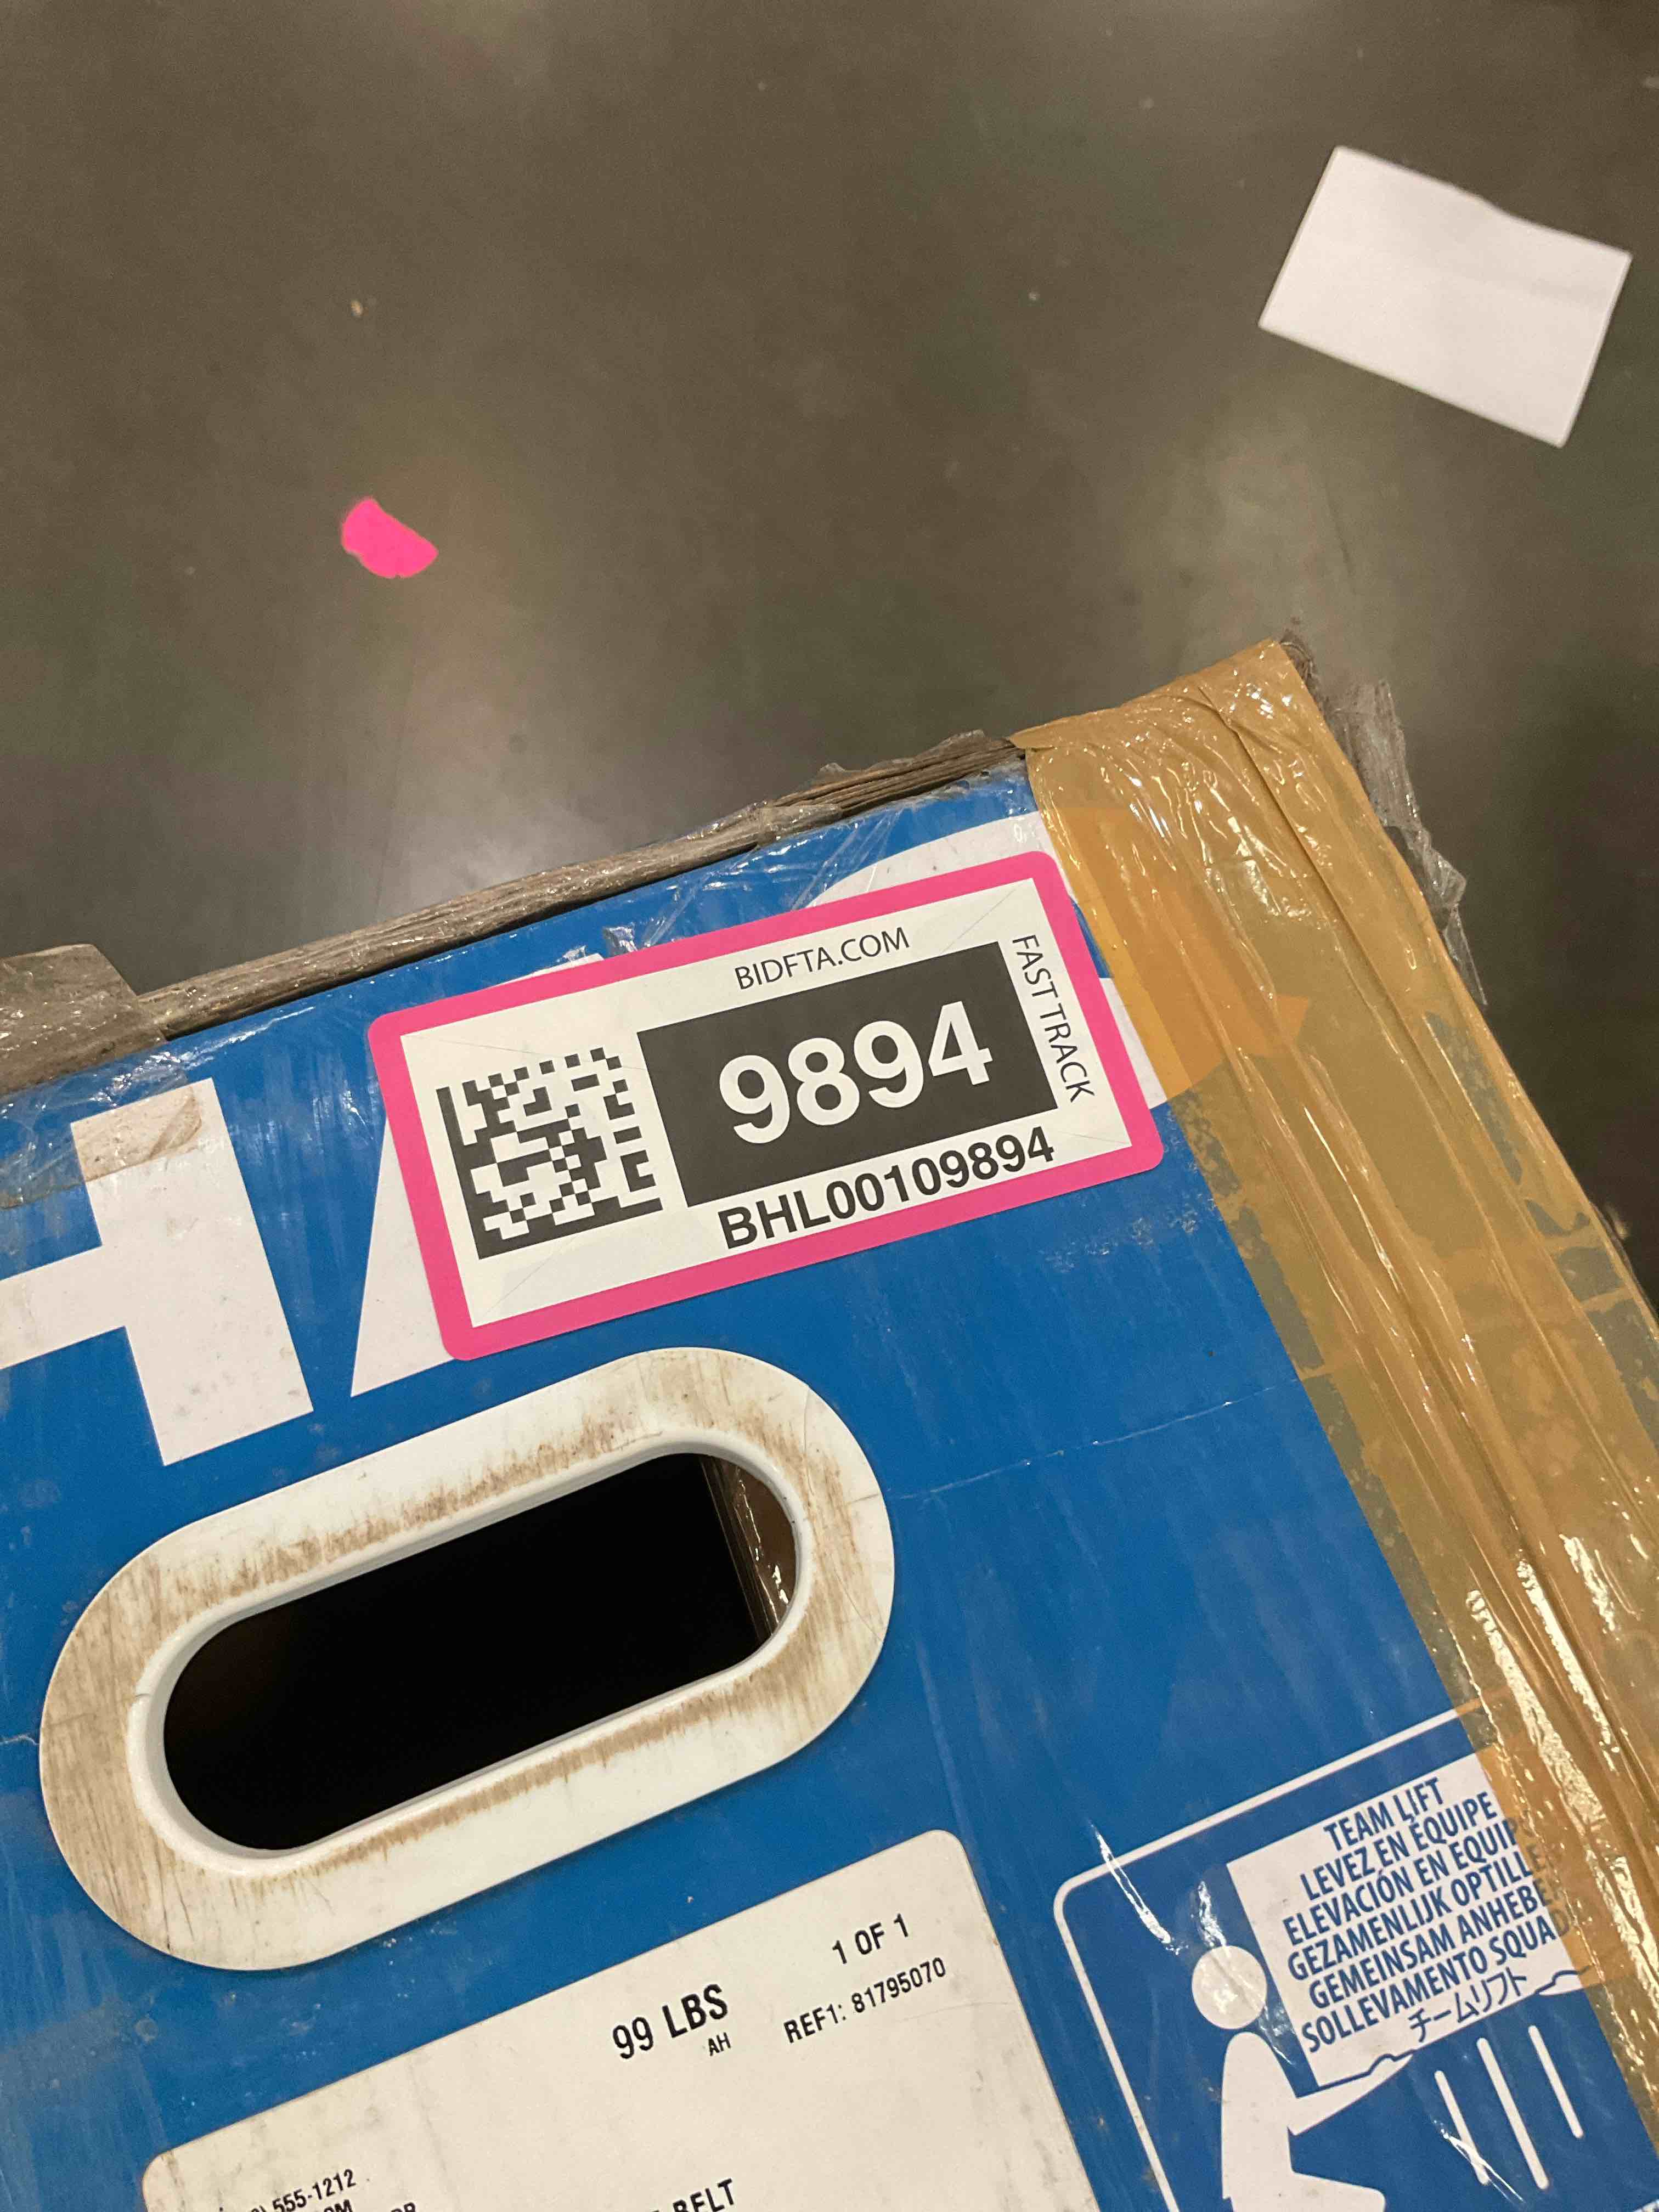 BIDFTA.COM
FAST TRACK
9894
BHL00109894
99 LBS
AH
1 OF 1
REF1: 81795070
555-1212
BELT
TEAM LIFT
LEVEZ EN ÉQUIPE
ELEVACIÓN EN EQUIP
GEZAMENLIJK OPTILLE
GEMEINSAM ANHEBE
SOLLEVAMENTO SQUAD
チームリフト